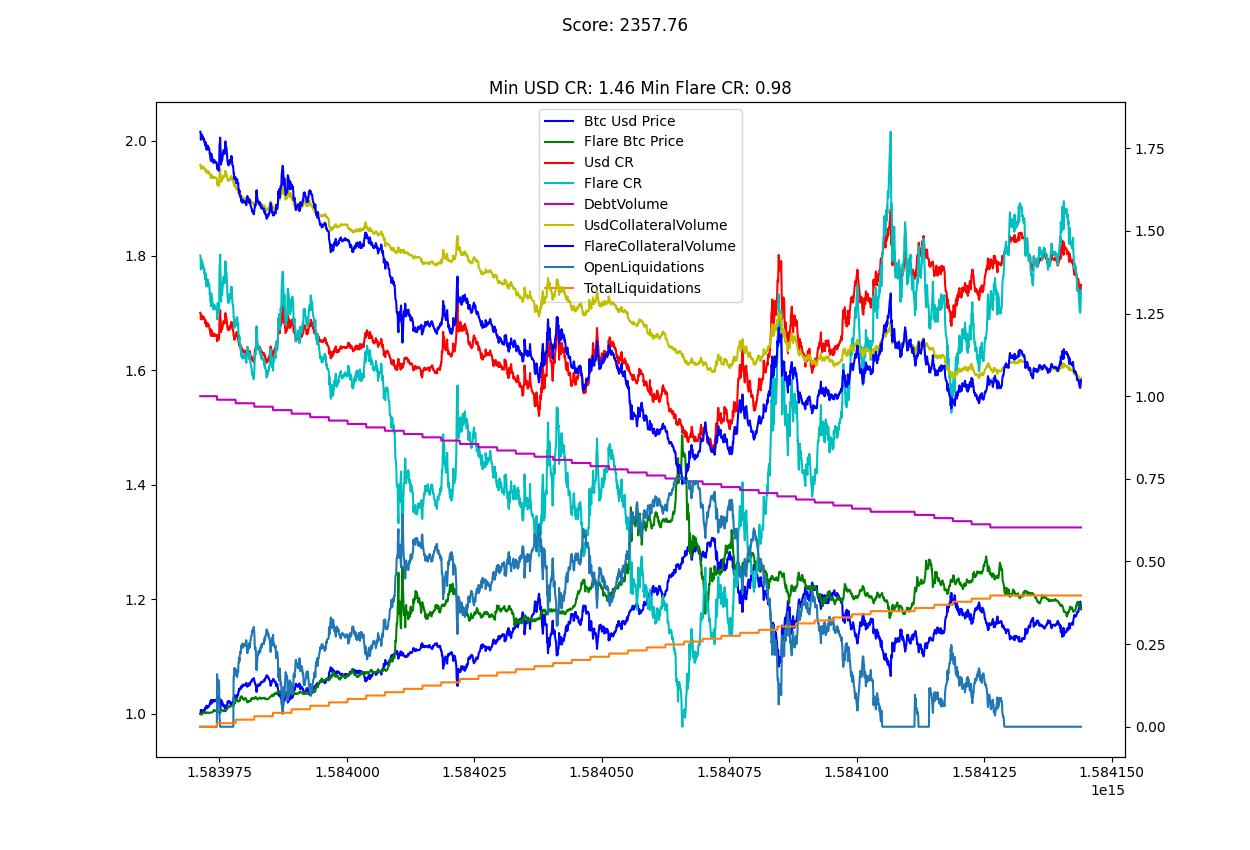 Score: 2357.76
Min USD CR: 1.46 Min Flare CR: 0.98
Btc Usd Price
Flare Btc Price
Usd CR
Flare CR
DebtVolume
UsdCollateralVolume
FlareCollateralVolume
OpenLiquidations
TotalLiquidations
2.0
1.8
1.6
1.4
1.2
1.0
1.75
1.50
1.25
1.00
0.75
0.50
0.25
0.00
1.583975 1.584000 1.584025 1.584050 1.584075 1.584100 1.584125 1.584150
1e15